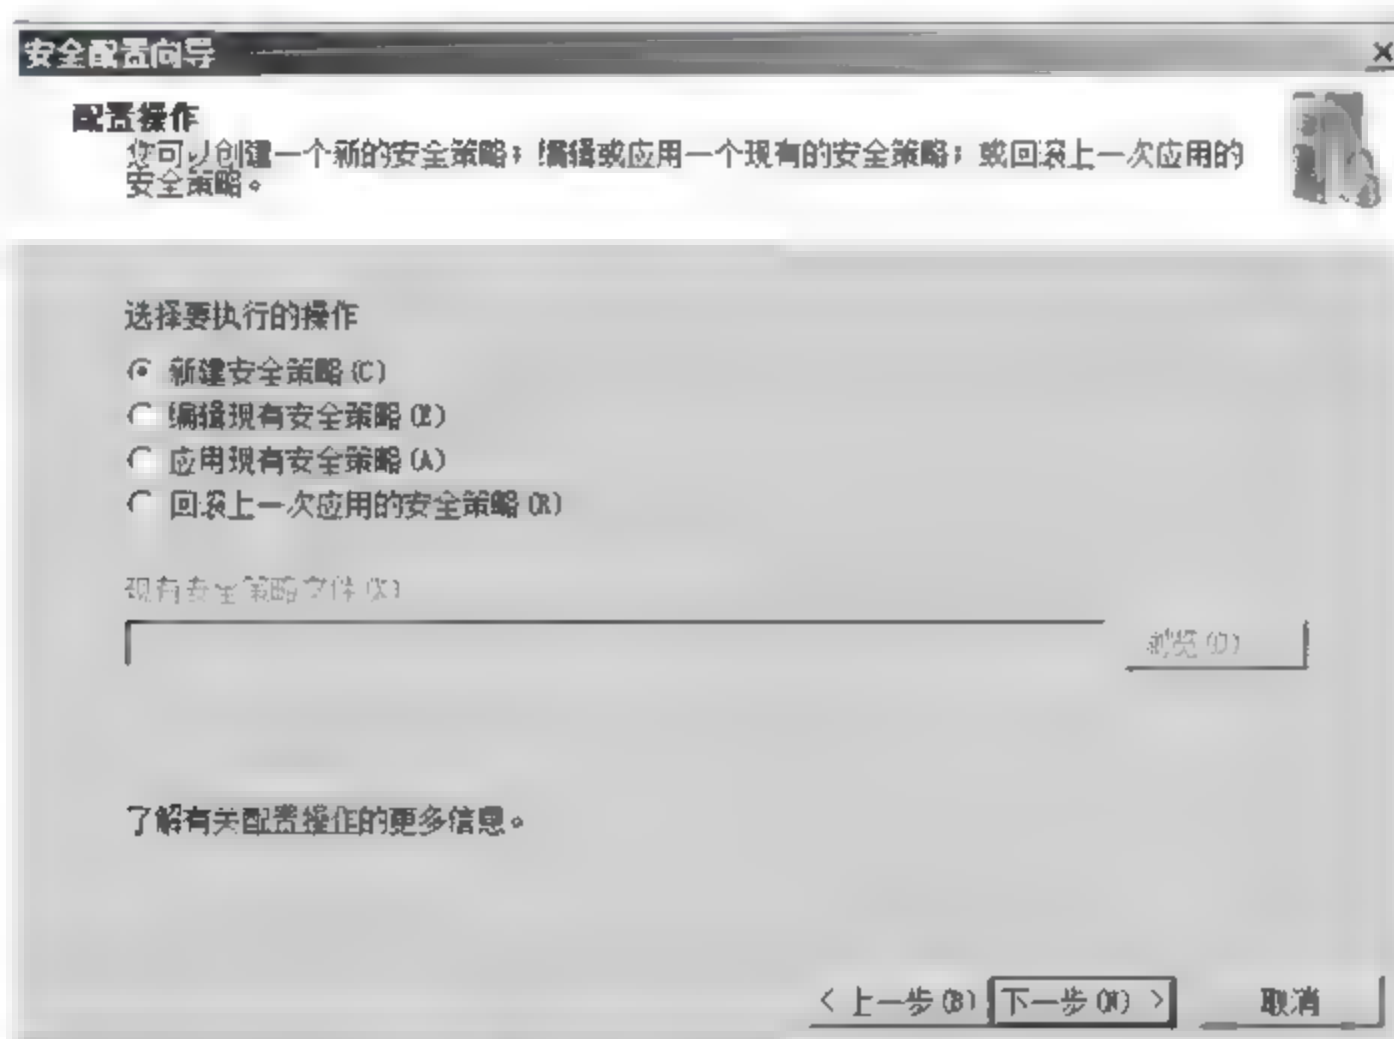 安全配置向导
配置操作
您可以创建一个新的安全策略；编辑或应用一个现有的安全策略；或回滚上一次应用的
安全策略。
选择要执行的操作
新建安全策略(C)
编辑现有安全策略(E)
应用现有安全策略(A)
回滚上一次应用的安全策略(R)
现有安全策略文件(X)
浏览(O)
了解有关配置操作的更多信息。
< 上一步(B) 下一步(N) > 取消